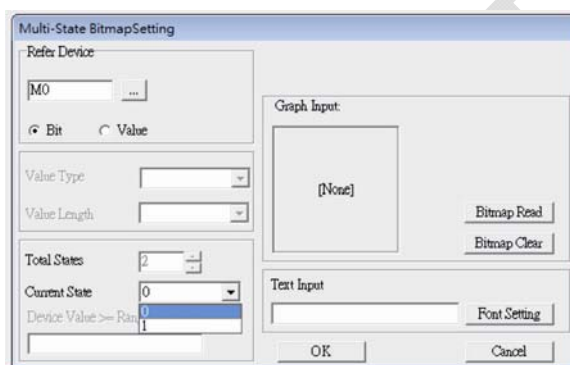 Multi-State BitmapSetting
Refer Device
M0
...
Bit Value
Value Type
Value Length
Total States 2
Current State 0
0
1
Device Value >= Ran
Graph Input:
[None]
Bitmap Read
Bitmap Clear
Text Input
Font Setting
OK Cancel